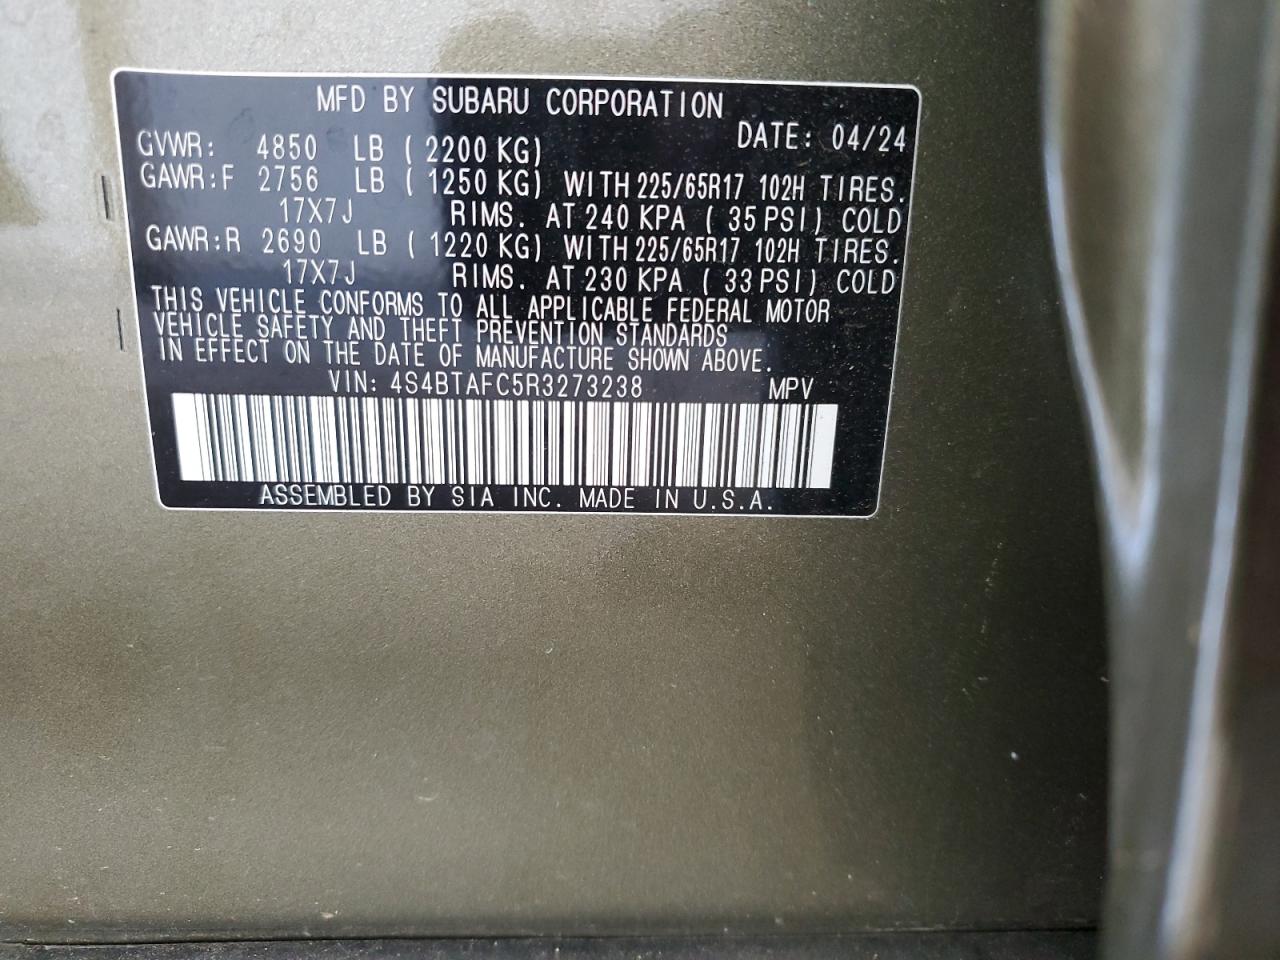 MFD BY SUBARU CORPORATION
DATE: 04/24
GVWR: 4850 LB ( 2200 KG)
GAWR:F 2756 LB ( 1250 KG) WITH 225/65R17 102H TIRES.
17X7J RIMS. AT 240 KPA ( 35 PSI) COLD
GAWR:R 2690 LB ( 1220 KG) WITH 225/65R17 102H TIRES.
17X7J RIMS. AT 230 KPA ( 33 PSI) COLD
THIS VEHICLE CONFORMS TO ALL APPLICABLE FEDERAL MOTOR
VEHICLE SAFETY AND THEFT PREVENTION STANDARDS
IN EFFECT ON THE DATE OF MANUFACTURE SHOWN ABOVE.
VIN: 4S4BTAFC5R3273238 MPV
ASSEMBLED BY SIA INC. MADE IN U.S.A.